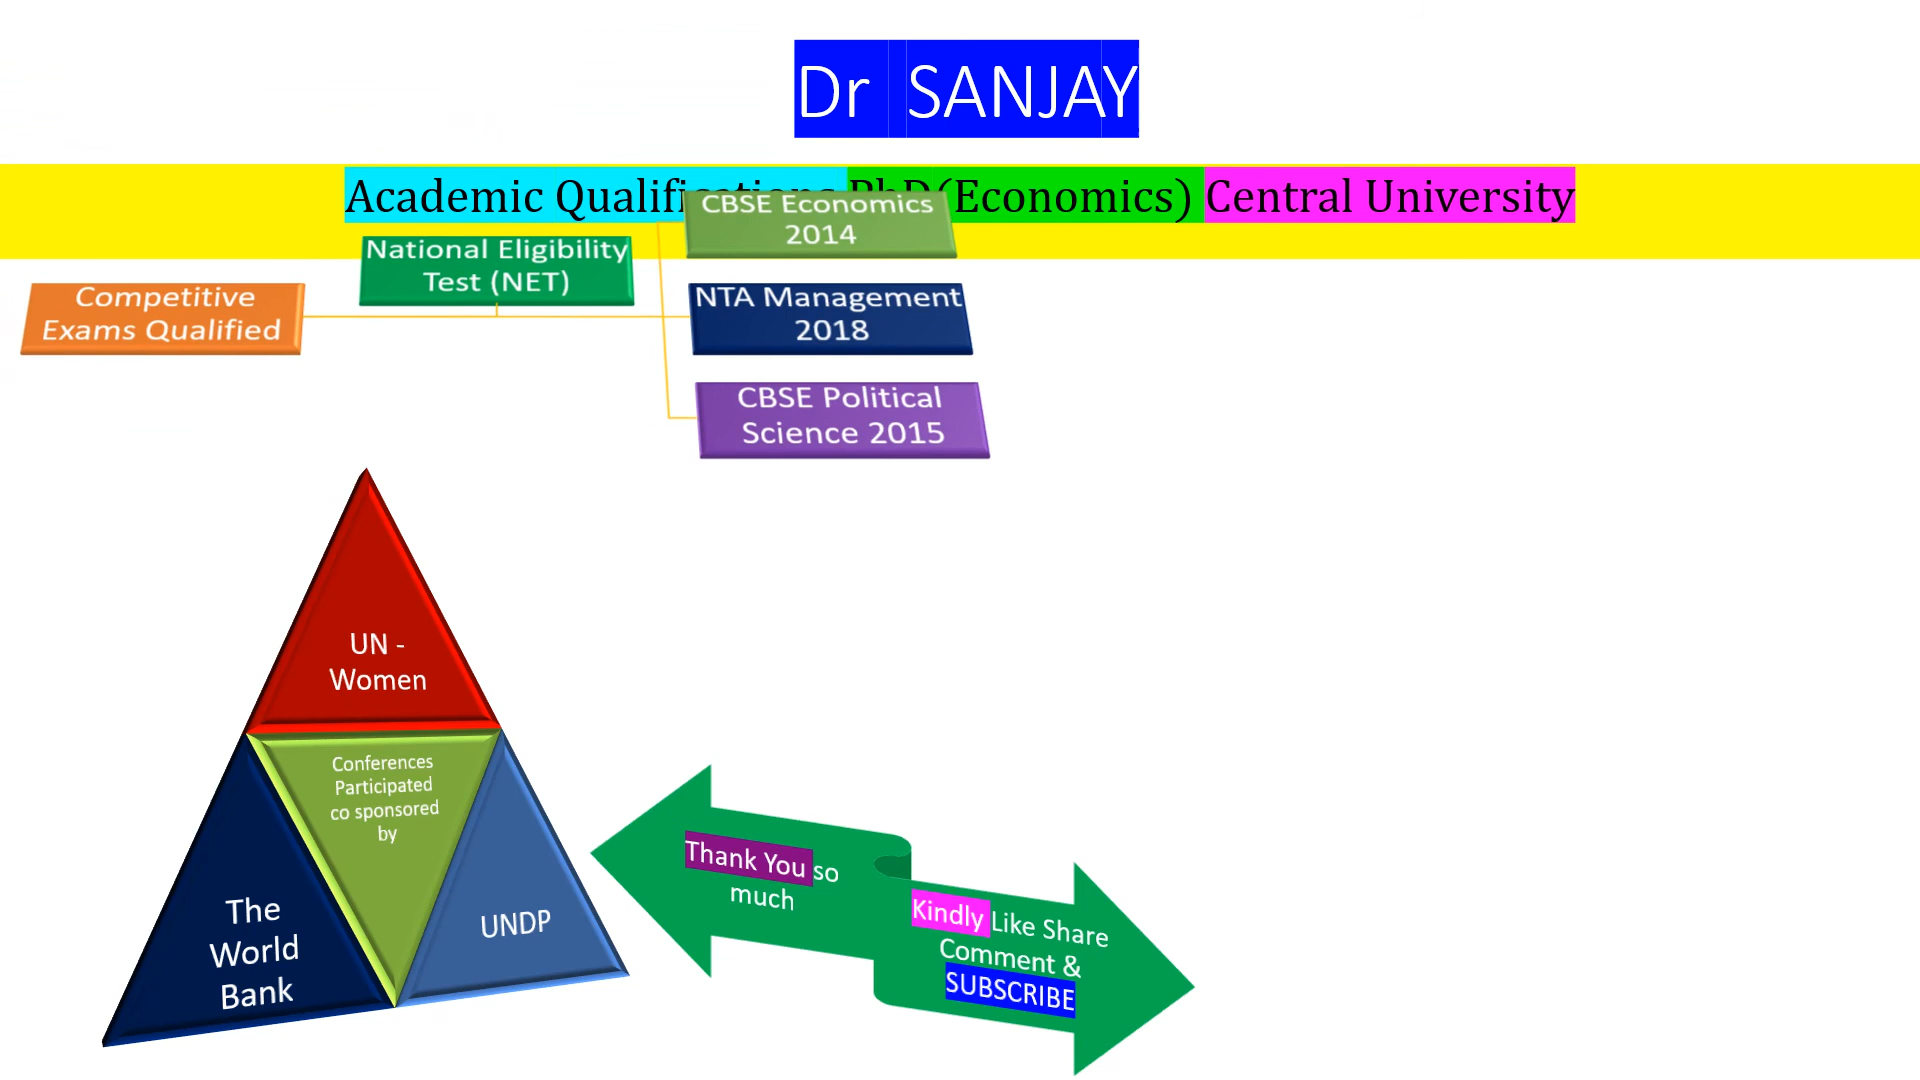 Dr SANJAY
Academic Qualifications PhD(Economics) Central University
CBSE Economics
2014
National Eligibility
Test (NET)
Competitive
Exams Qualified
NTA Management
2018
CBSE Political
Science 2015
UN -
Women
Conferences
Participated
co sponsored
by
The
World
Bank
UNDP
Thank You so
much
Kindly Like Share
Comment &
SUBSCRIBE